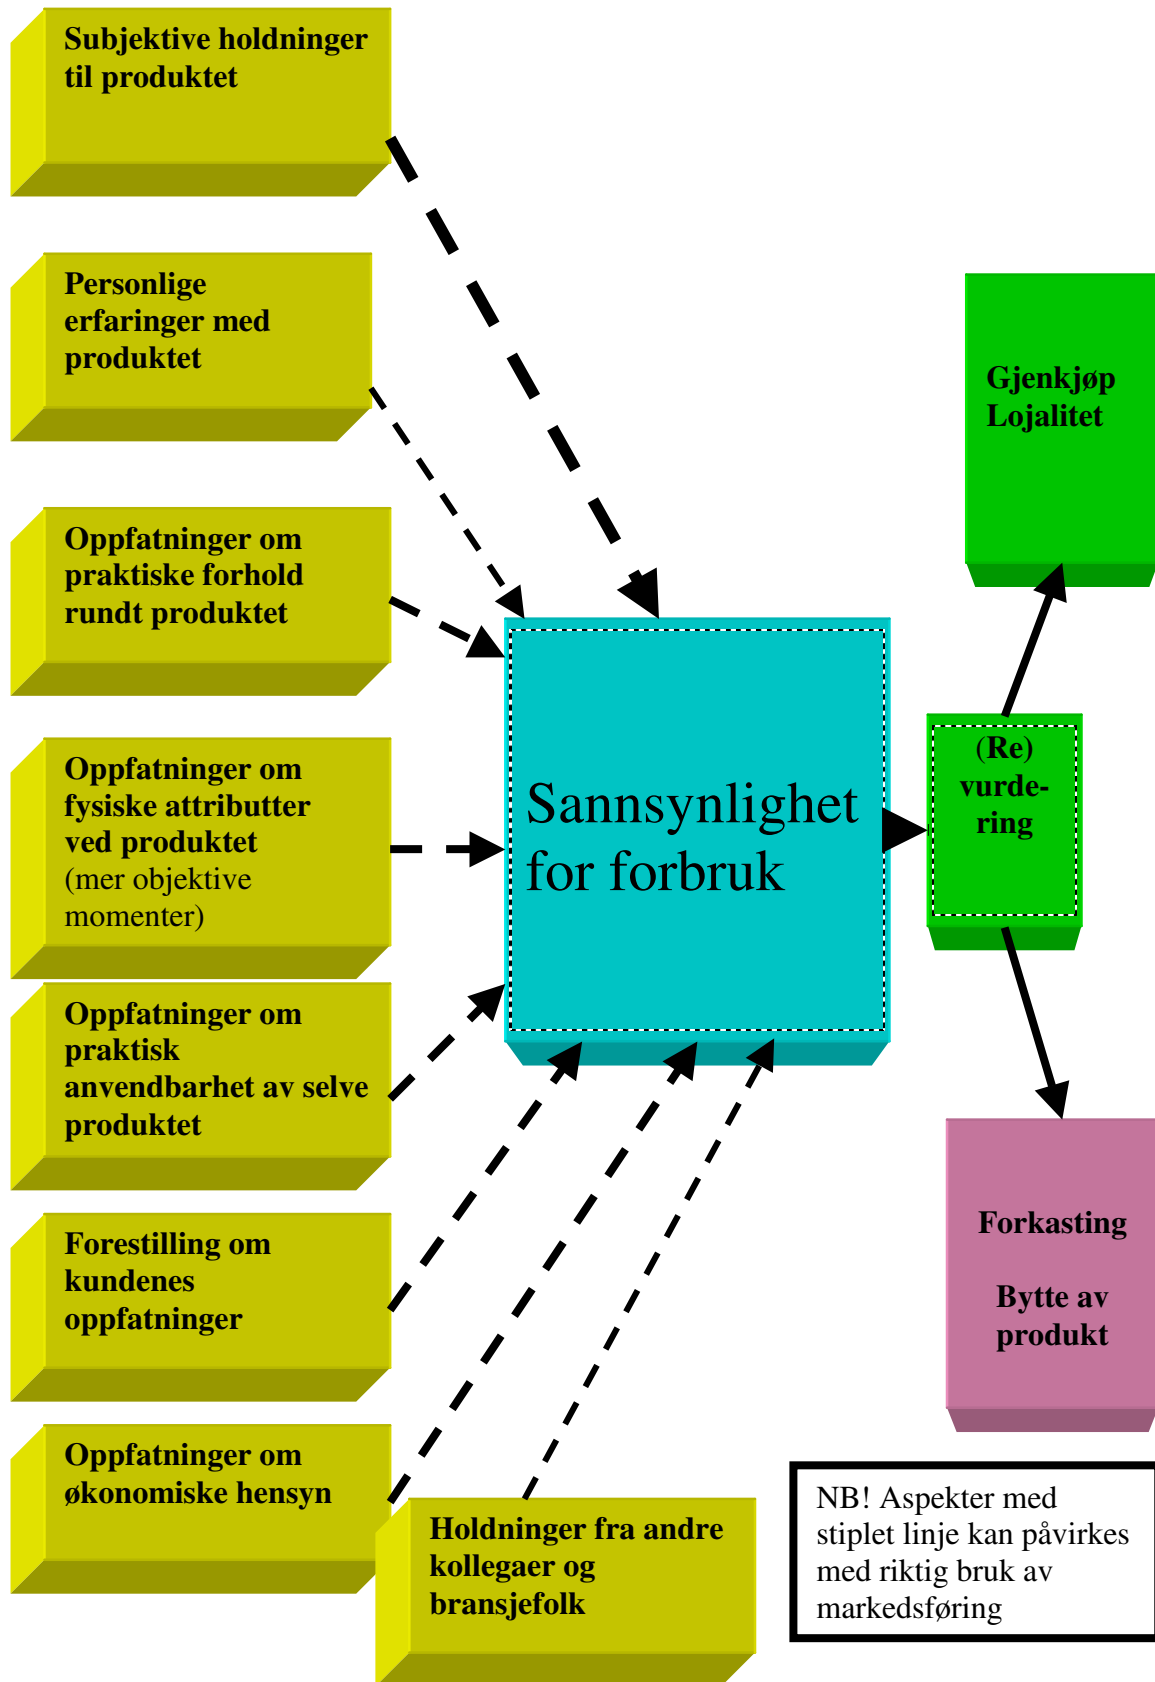 Subjektive holdninger
til produktet
Personlige
erfaringer med
produktet
Oppfatninger om
praktiske forhold
rundt produktet
Oppfatninger om
fysiske attributter
ved produktet
(mer objektive
momenter)
Oppfatninger om
praktisk
anvendbarhet av selve
produktet
Forestilling om
kundenes
oppfatninger
Oppfatninger om
økonomiske hensyn
Holdninger fra andre
kollegaer og
bransjefolk
Sannsynlighet
for forbruk
(Re)
vurde-
ring
Gjenkjøp
Lojalitet
Forkasting
Bytte av
produkt
NB! Aspekter med
stiplet linje kan påvirkes
med riktig bruk av
markedsføring